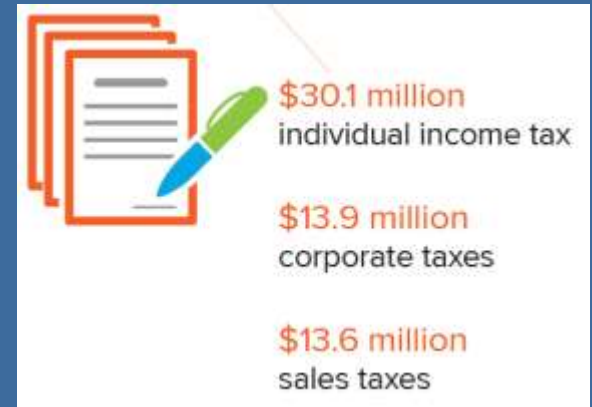 $30.1 million
individual income tax
$13.9 million
corporate taxes
$13.6 million
sales taxes